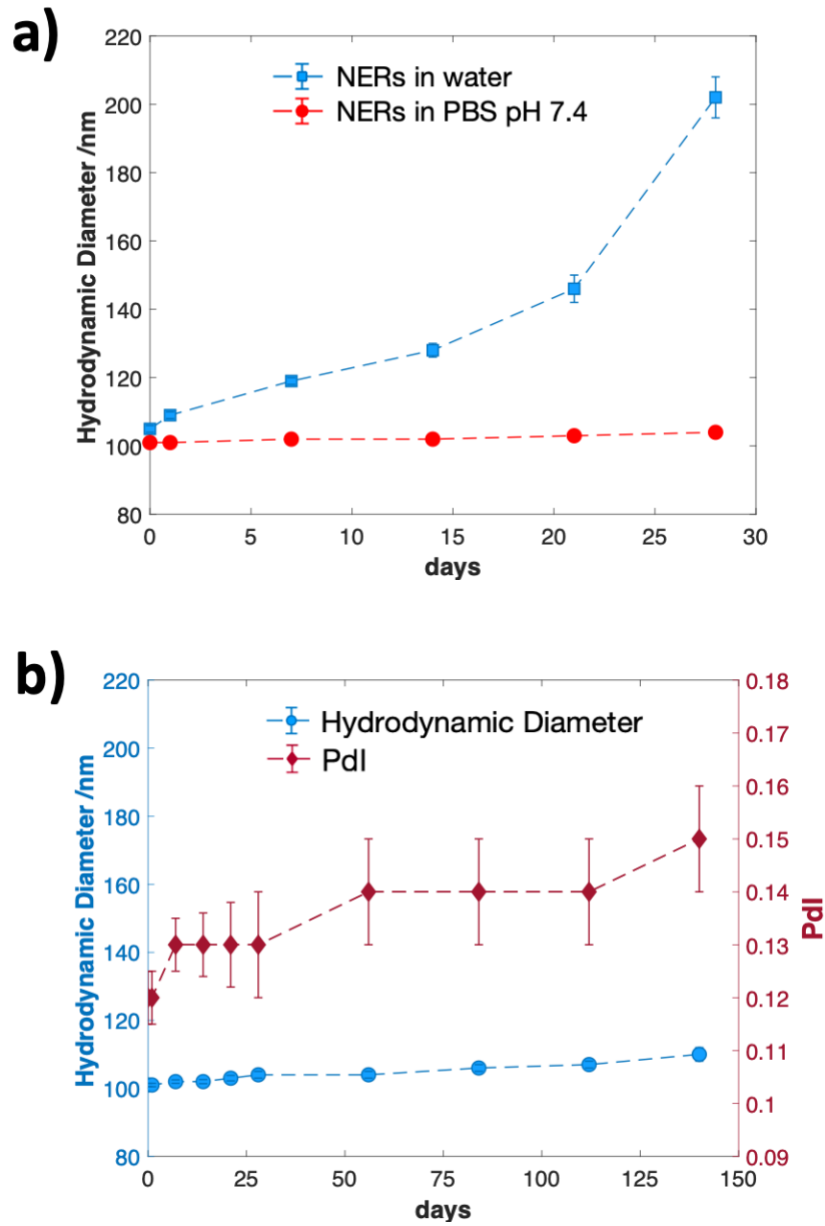 a)
220
200
180
160
140
120
100
80
Hydrodynamic Diameter /nm
NERs in water
NERs in PBS pH 7.4
0 5 10 15 20 25 30
days
b)
220
200
180
160
140
120
100
80
Hydrodynamic Diameter /nm
Hydrodynamic Diameter
PdI
0.18
0.17
0.16
0.15
0.14
0.13
0.12
0.11
0.1
0.09
PdI
0 25 50 75 100 125 150
days